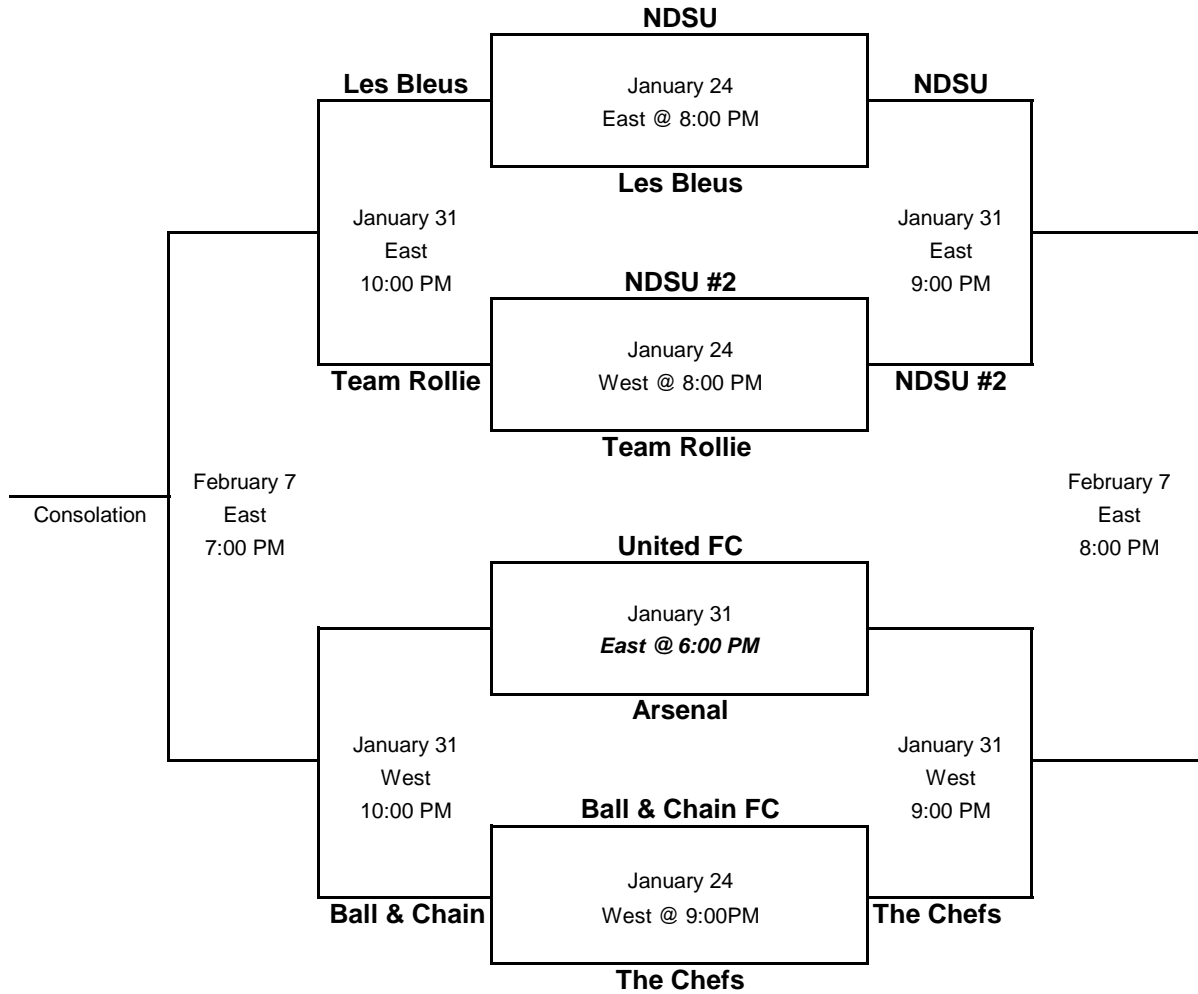 NDSU
Les Bleus
January 24
East @ 8:00 PM
NDSU
Les Bleus
January 31
East
10:00 PM
January 31
East
9:00 PM
NDSU #2
January 24
West @ 8:00 PM
Team Rollie
NDSU #2
Team Rollie
Consolation
February 7
East
7:00 PM
February 7
East
8:00 PM
United FC
January 31
East @ 6:00 PM
Arsenal
January 31
West
10:00 PM
January 31
West
9:00 PM
Ball & Chain FC
January 24
West @ 9:00PM
Ball & Chain
The Chefs
The Chefs